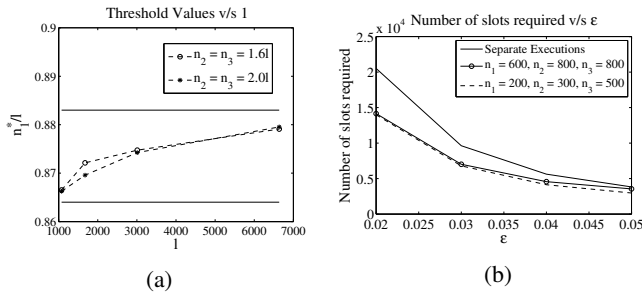 Threshold Values v/s l
n₂ = n₃ = 1.6l
n₂ = n₃ = 2.0l
0.9
0.89
0.88
0.87
0.86
n₁*/l
1000 2000 3000 4000 5000 6000 7000
l
(a)
Number of slots required v/s ε
x 10⁴
Separate Executions
n₁ = 600, n₂ = 800, n₃ = 800
n₁ = 200, n₂ = 300, n₃ = 500
2.5
2
1.5
1
0.5
0
Number of slots required
0.02 0.025 0.03 0.035 0.04 0.045 0.05
ε
(b)